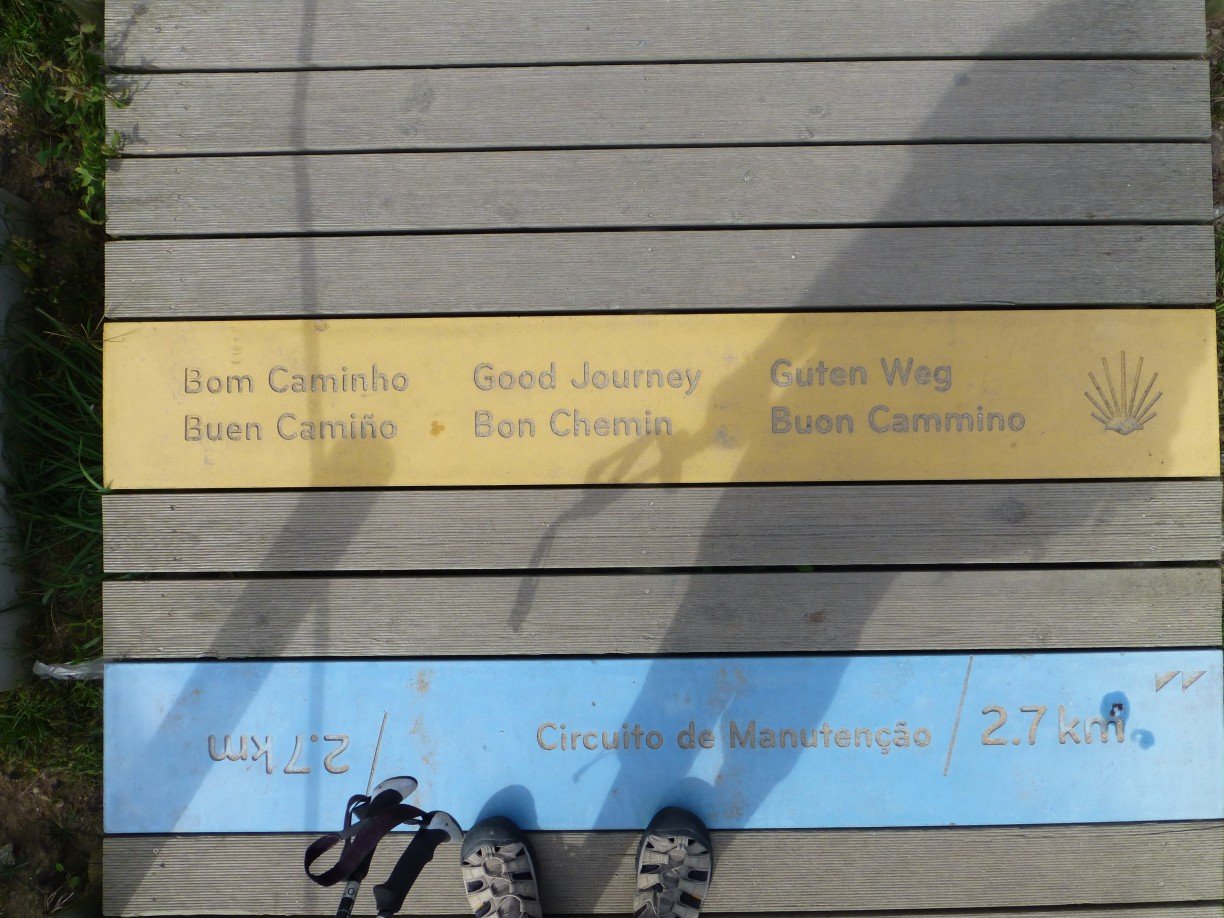 Bom Caminho
Buen Camiño
Good Journey
Bon Chemin
Guten Weg
Buon Cammino
2.7 km /
Circuito de Manutenção / 2.7 km